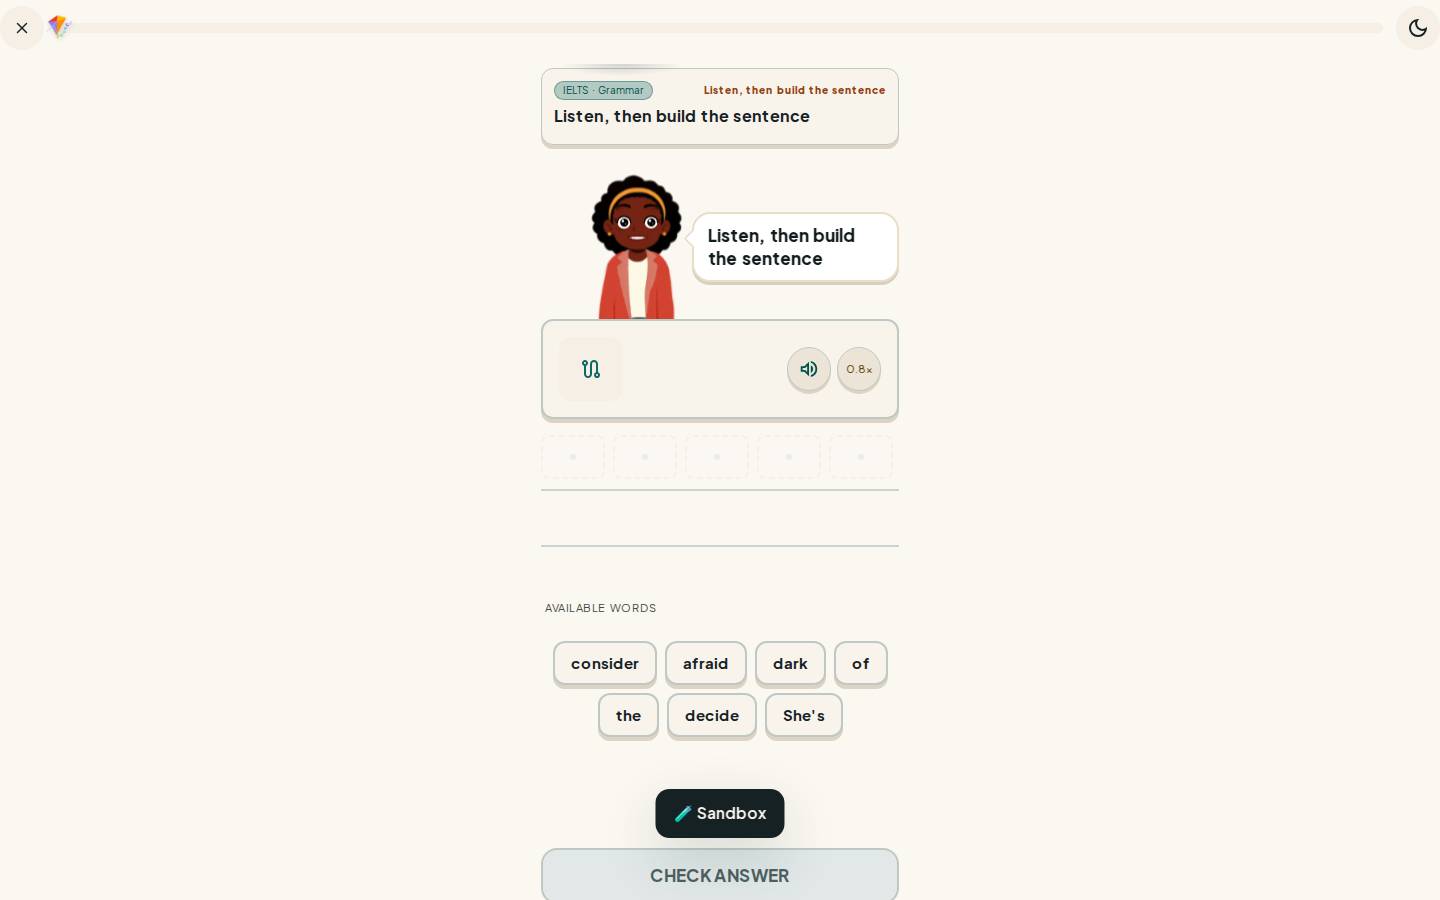 IELTS · Grammar
Listen, then build the sentence
Listen, then build the sentence
Listen, then build
the sentence
0.8×
AVAILABLE WORDS
consider
afraid
dark
of
the
decide
She's
🧪 Sandbox
CHECK ANSWER